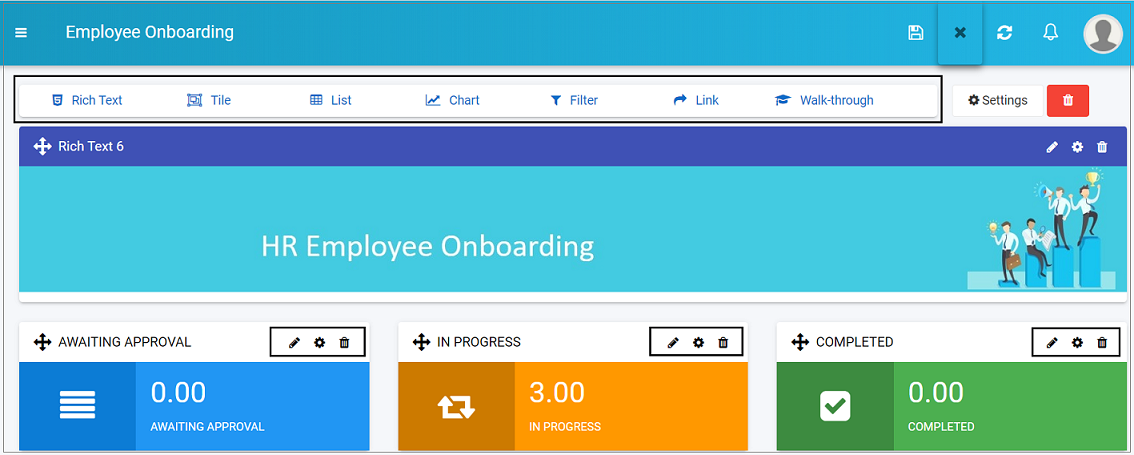 Employee Onboarding
Rich Text Tile List Chart Filter Link Walk-through Settings
Rich Text 6
HR Employee Onboarding
AWAITING APPROVAL IN PROGRESS COMPLETED
0.00 3.00 0.00
AWAITING APPROVAL IN PROGRESS COMPLETED